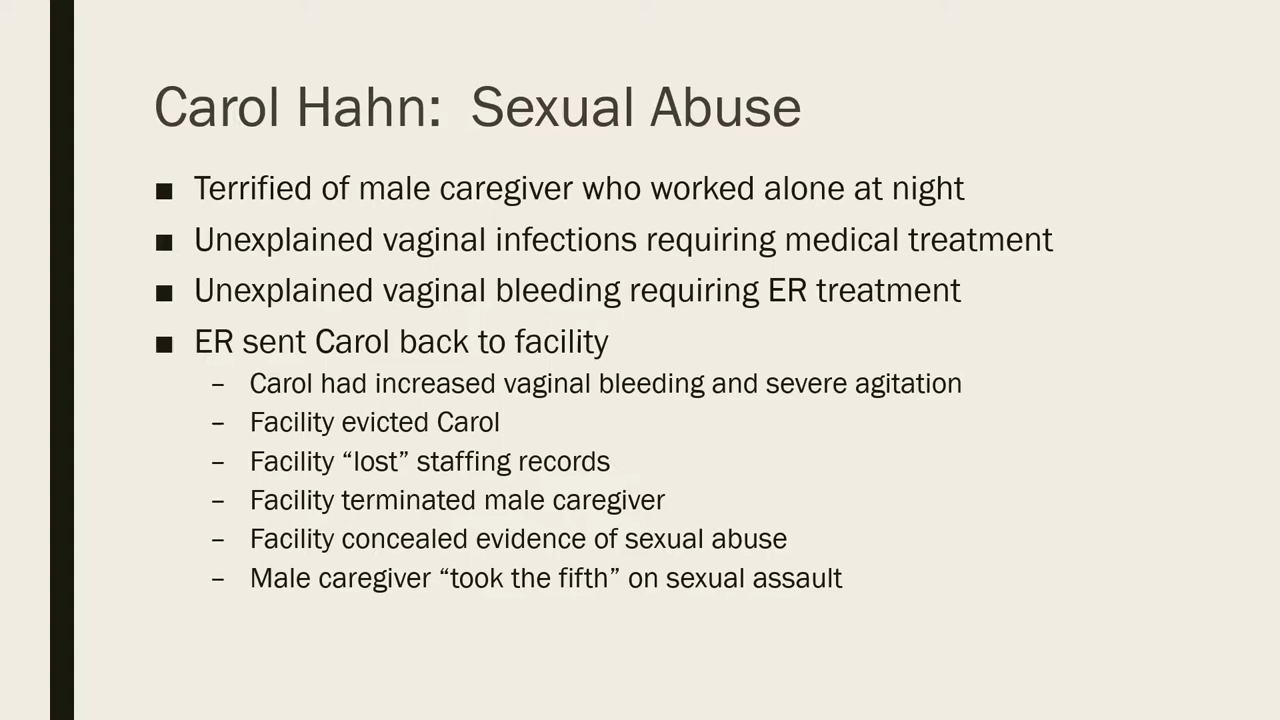 Carol Hahn: Sexual Abuse
■ Terrified of male caregiver who worked alone at night
■ Unexplained vaginal infections requiring medical treatment
■ Unexplained vaginal bleeding requiring ER treatment
■ ER sent Carol back to facility
– Carol had increased vaginal bleeding and severe agitation
– Facility evicted Carol
– Facility “lost” staffing records
– Facility terminated male caregiver
– Facility concealed evidence of sexual abuse
– Male caregiver “took the fifth” on sexual assault